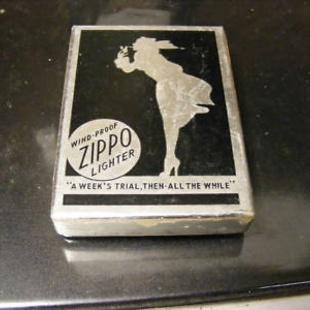 WIND-PROOF
ZIPPO
LIGHTER
"A WEEK'S TRIAL, THEN-ALL THE WHILE"